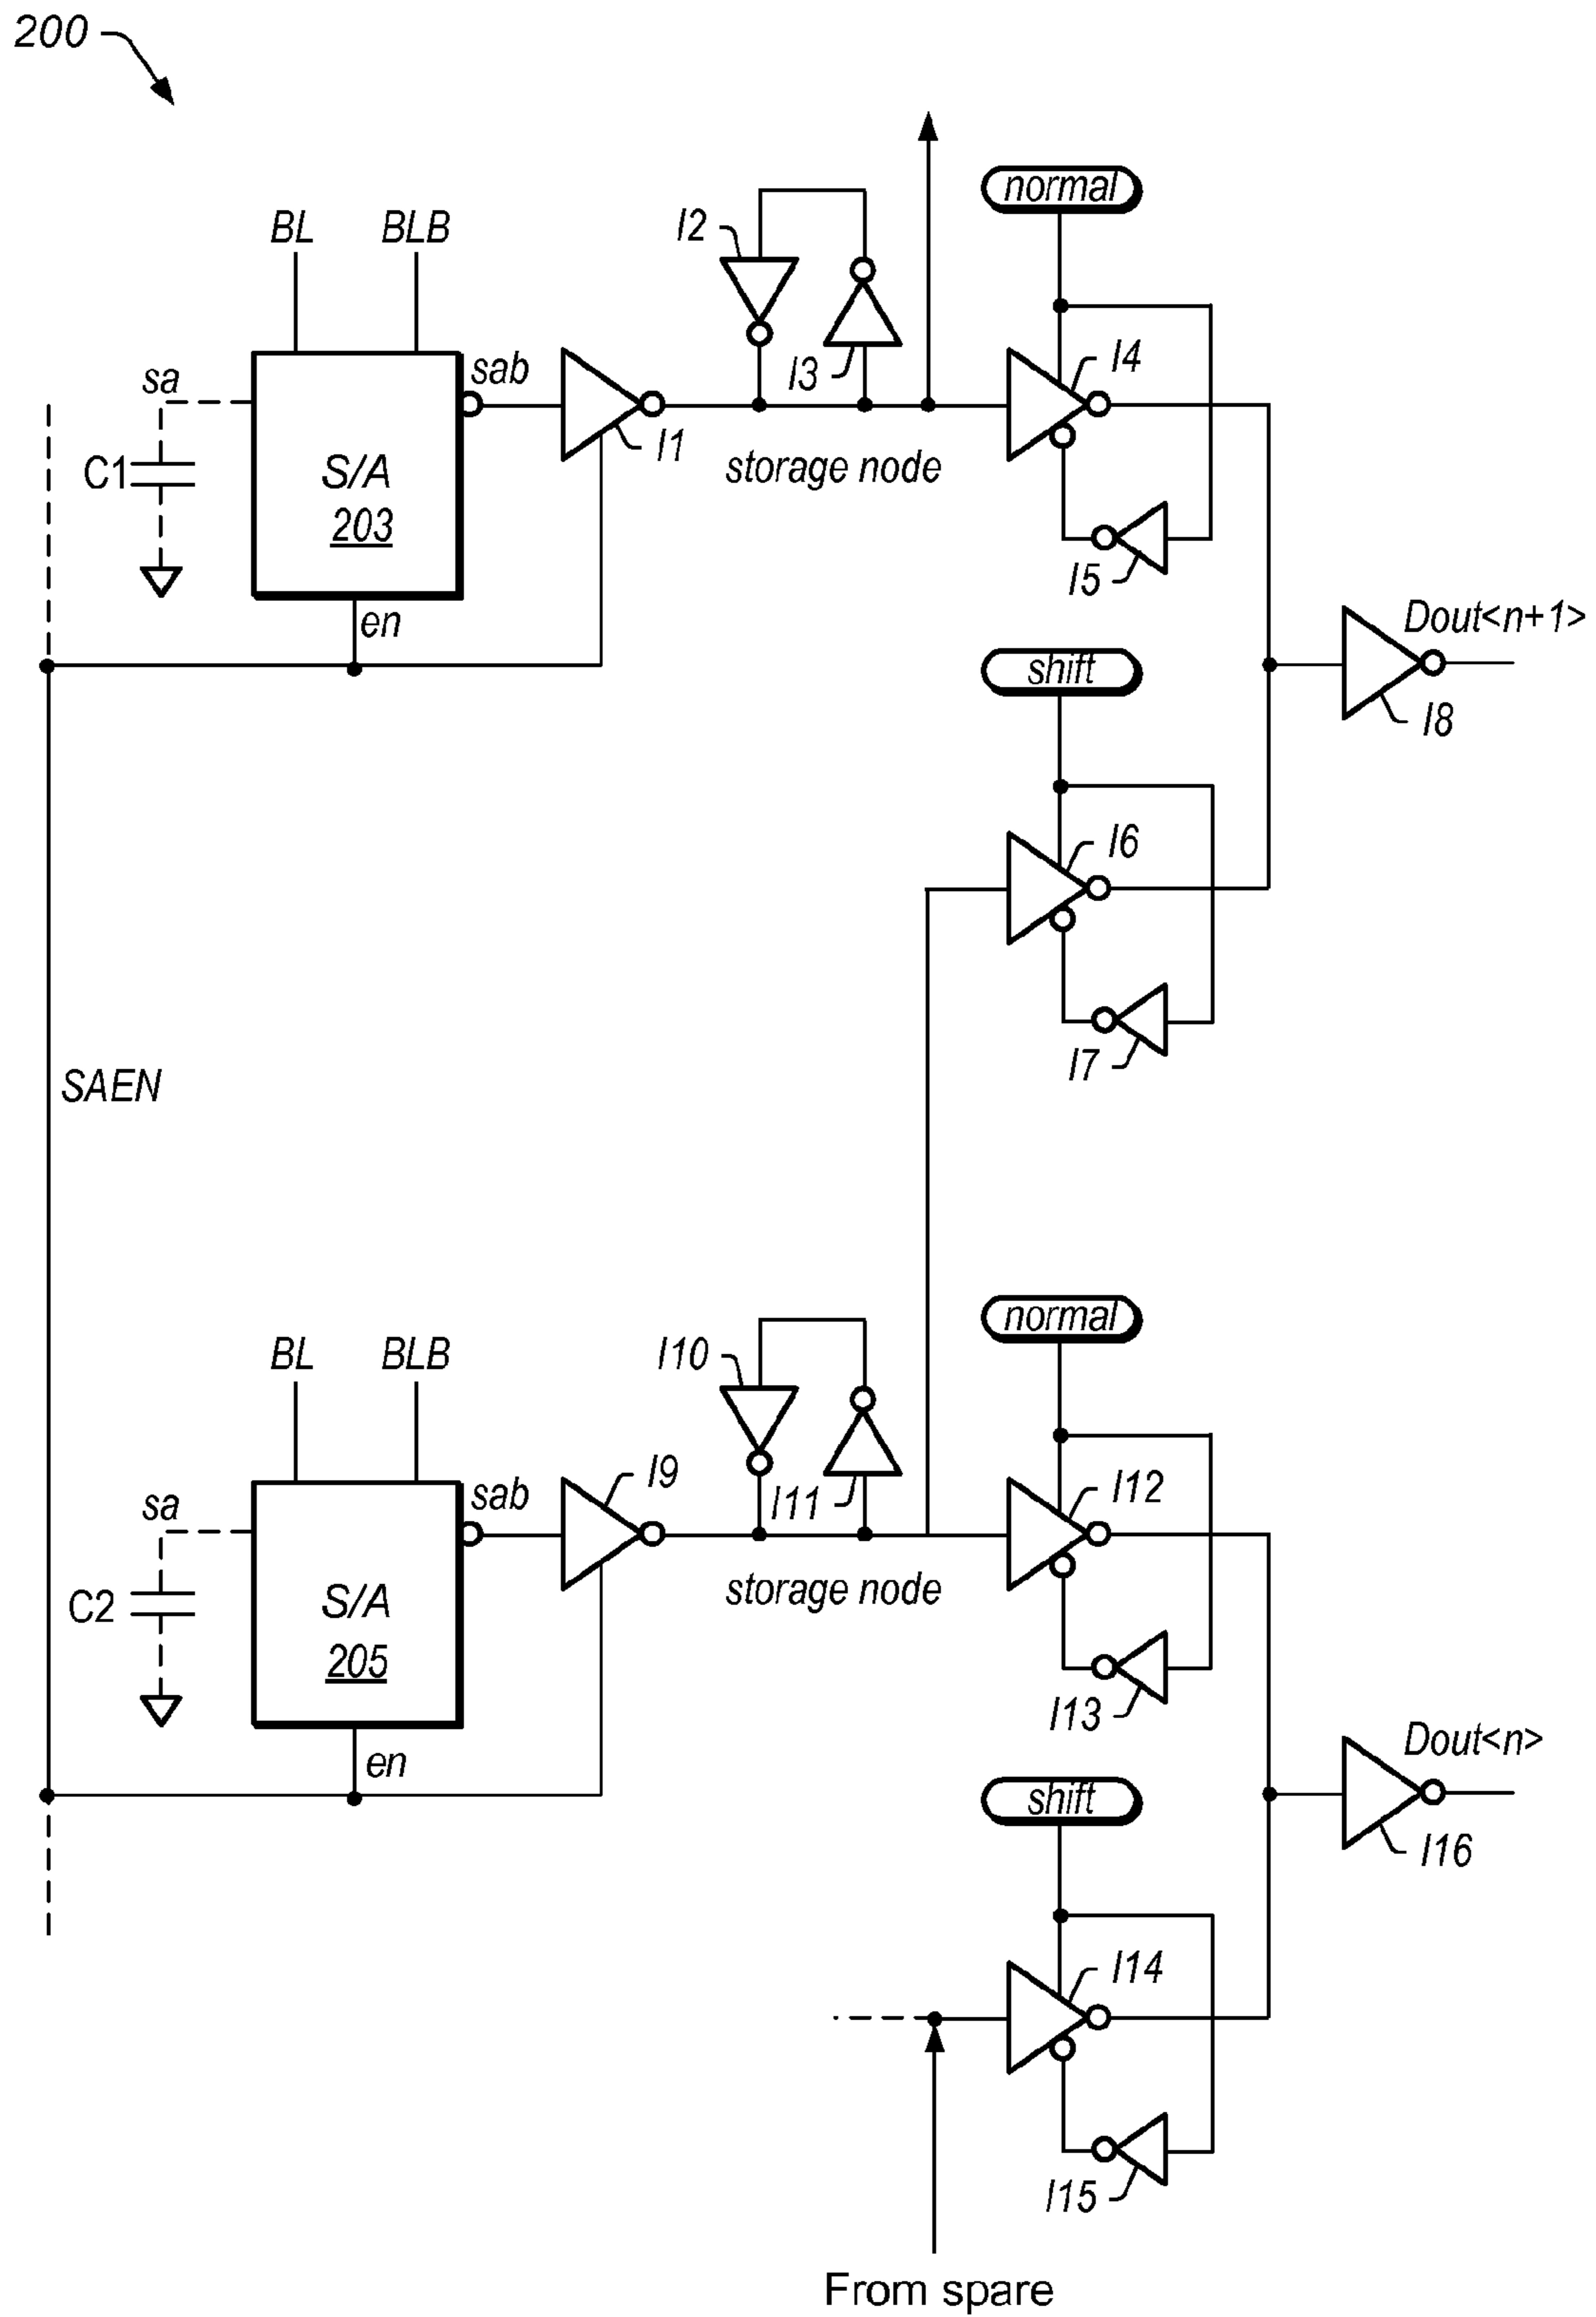 200
normal
I2
BL BLB
I4
sa
sab
I3
C1
S/A
203
I1
storage node
I5
en
Dout<n+1>
shift
I8
I6
I7
SAEN
normal
BL BLB
I10
I9
I12
sa
sab
I11
C2
S/A
205
storage node
I13
en
Dout<n>
shift
I16
I14
I15
From spare